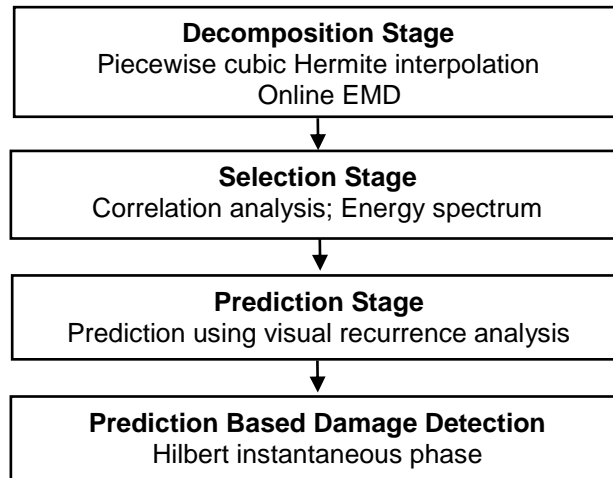 Decomposition Stage
Piecewise cubic Hermite interpolation
Online EMD
Selection Stage
Correlation analysis; Energy spectrum
Prediction Stage
Prediction using visual recurrence analysis
Prediction Based Damage Detection
Hilbert instantaneous phase